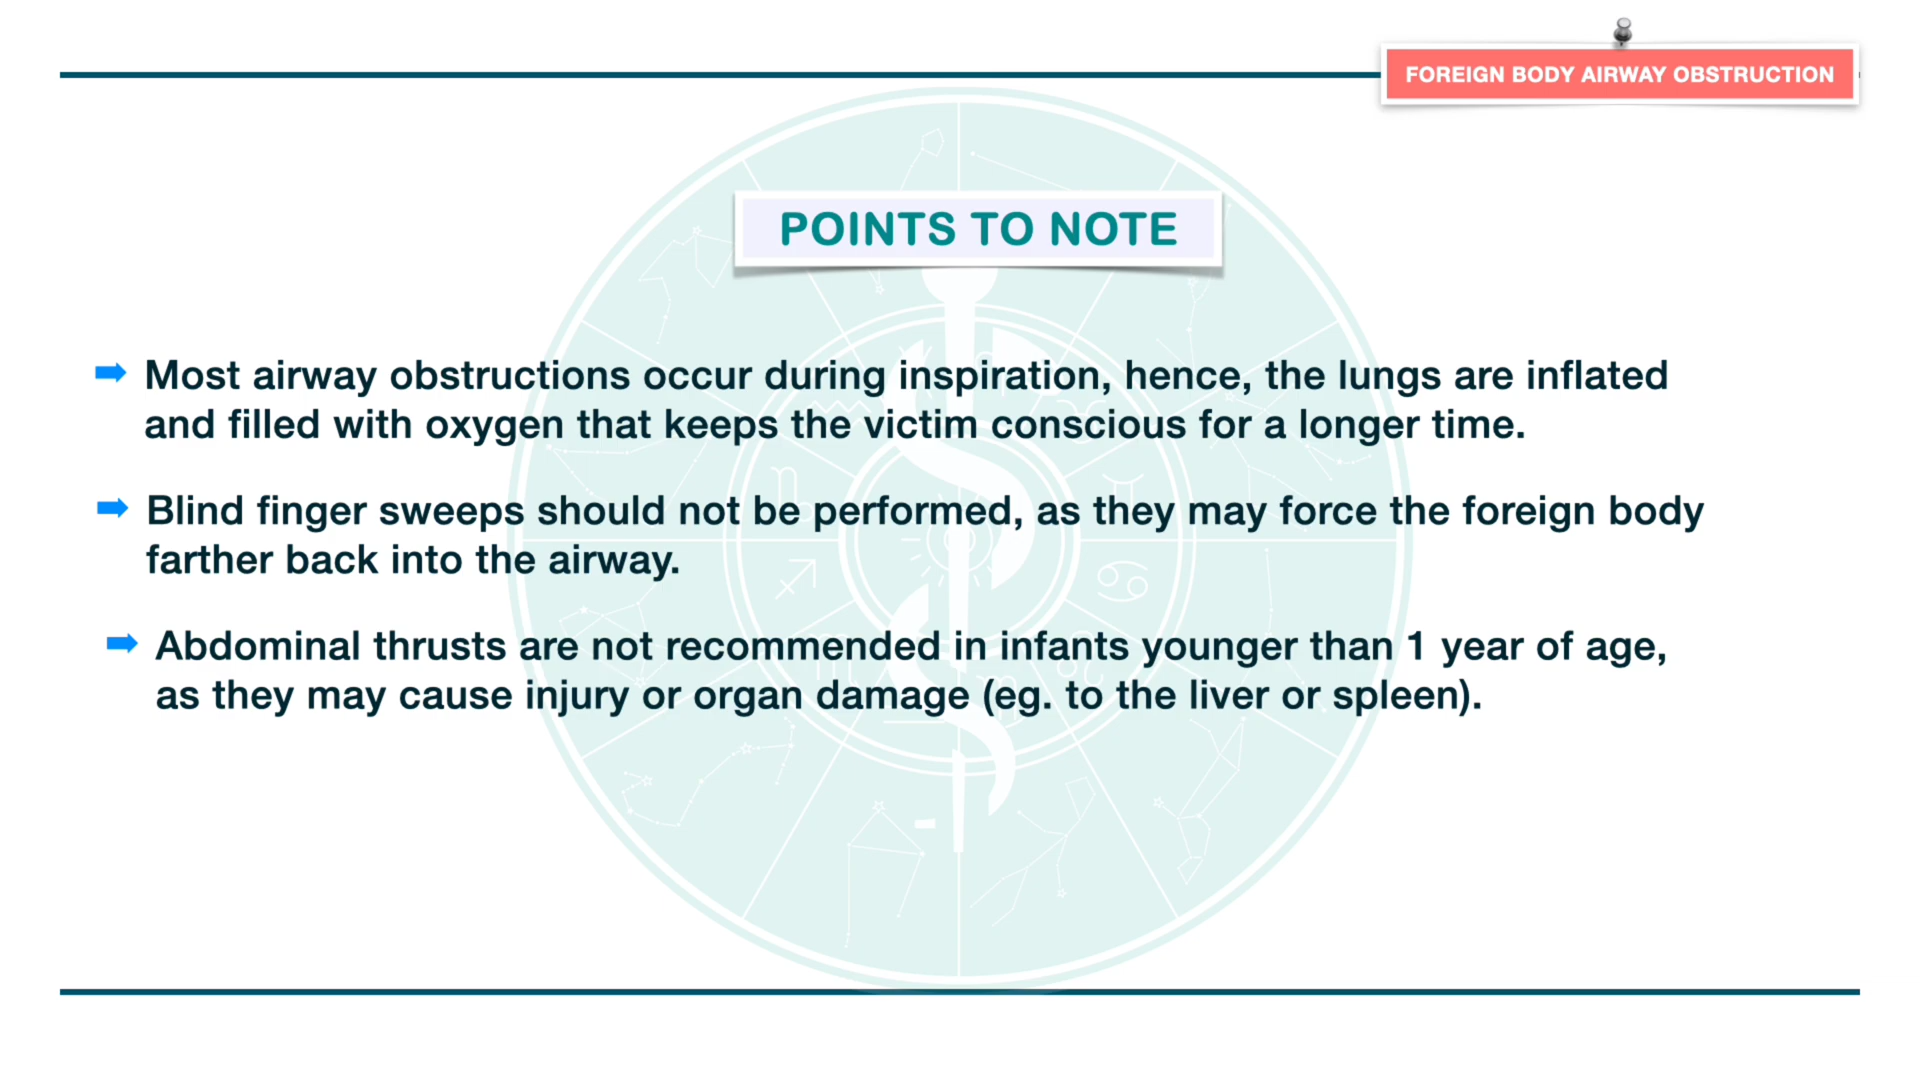 FOREIGN BODY AIRWAY OBSTRUCTION
POINTS TO NOTE
Most airway obstructions occur during inspiration, hence, the lungs are inflated
and filled with oxygen that keeps the victim conscious for a longer time.
Blind finger sweeps should not be performed, as they may force the foreign body
farther back into the airway.
Abdominal thrusts are not recommended in infants younger than 1 year of age,
as they may cause injury or organ damage (eg. to the liver or spleen).